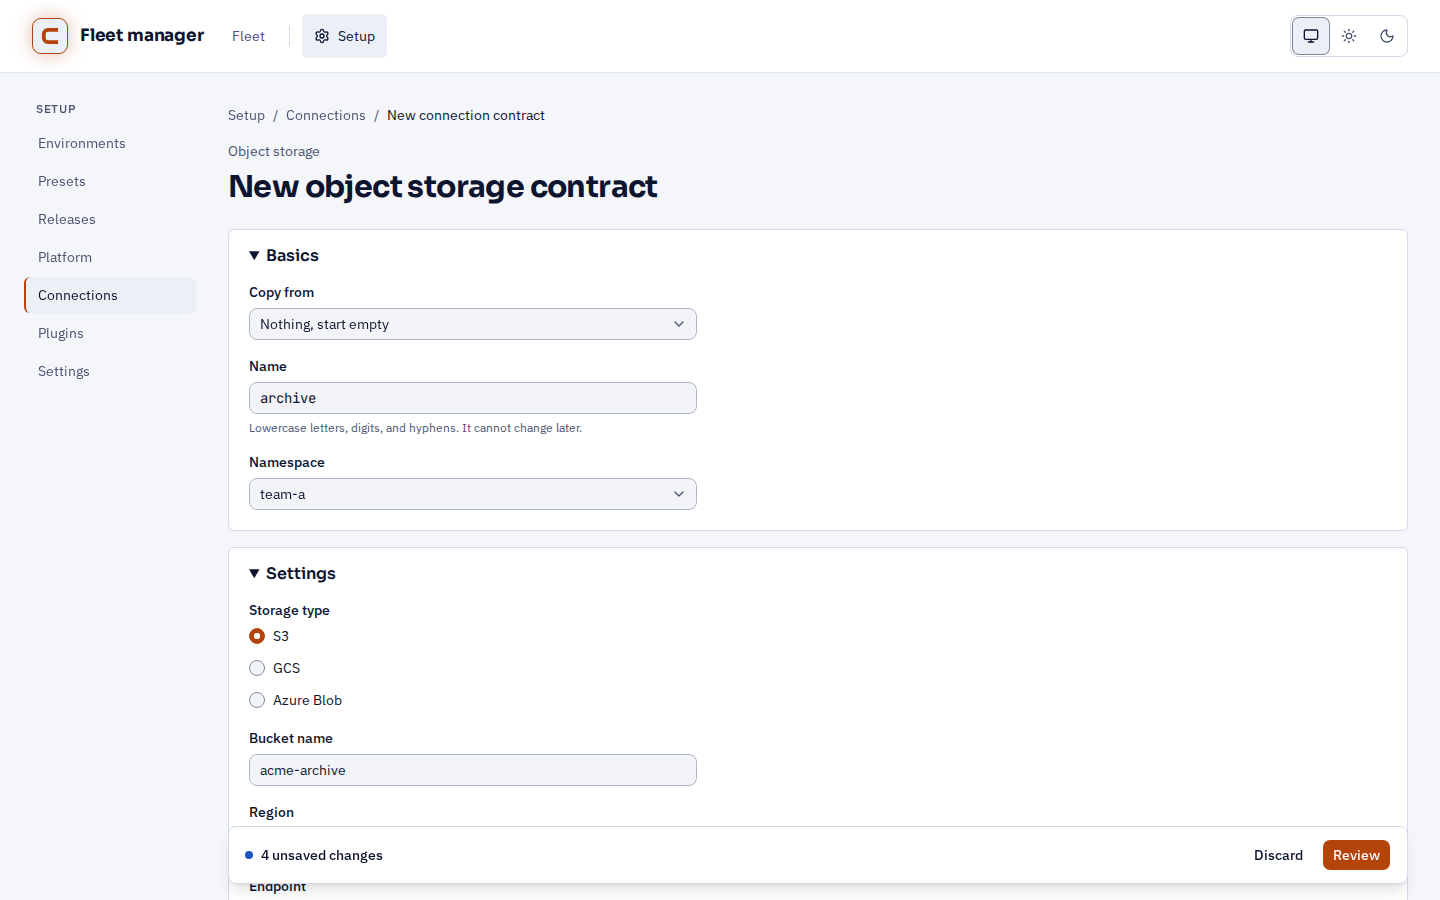 Fleet manager
Fleet
Setup
SETUP
Environments
Presets
Releases
Platform
Connections
Plugins
Settings
Setup / Connections / New connection contract
Object storage
New object storage contract
Basics
Copy from
Nothing, start empty
Name
archive
Lowercase letters, digits, and hyphens. It cannot change later.
Namespace
team-a
Settings
Storage type
S3
GCS
Azure Blob
Bucket name
acme-archive
Region
4 unsaved changes
Discard
Review
Endpoint